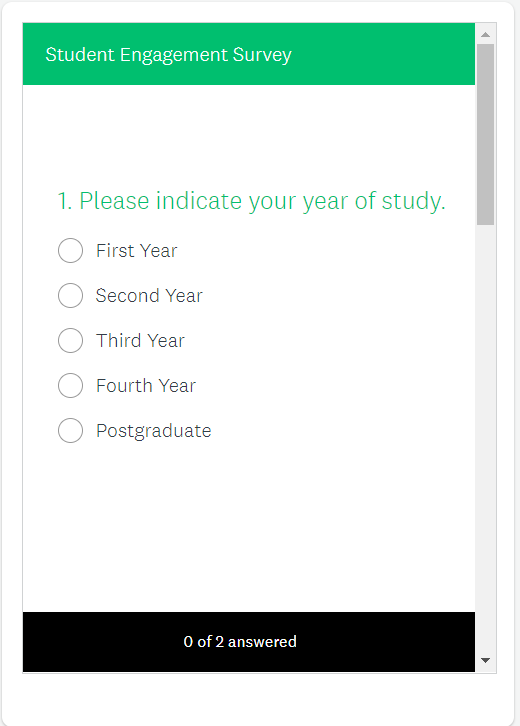 Student Engagement Survey
1. Please indicate your year of study.
First Year
Second Year
Third Year
Fourth Year
Postgraduate
0 of 2 answered